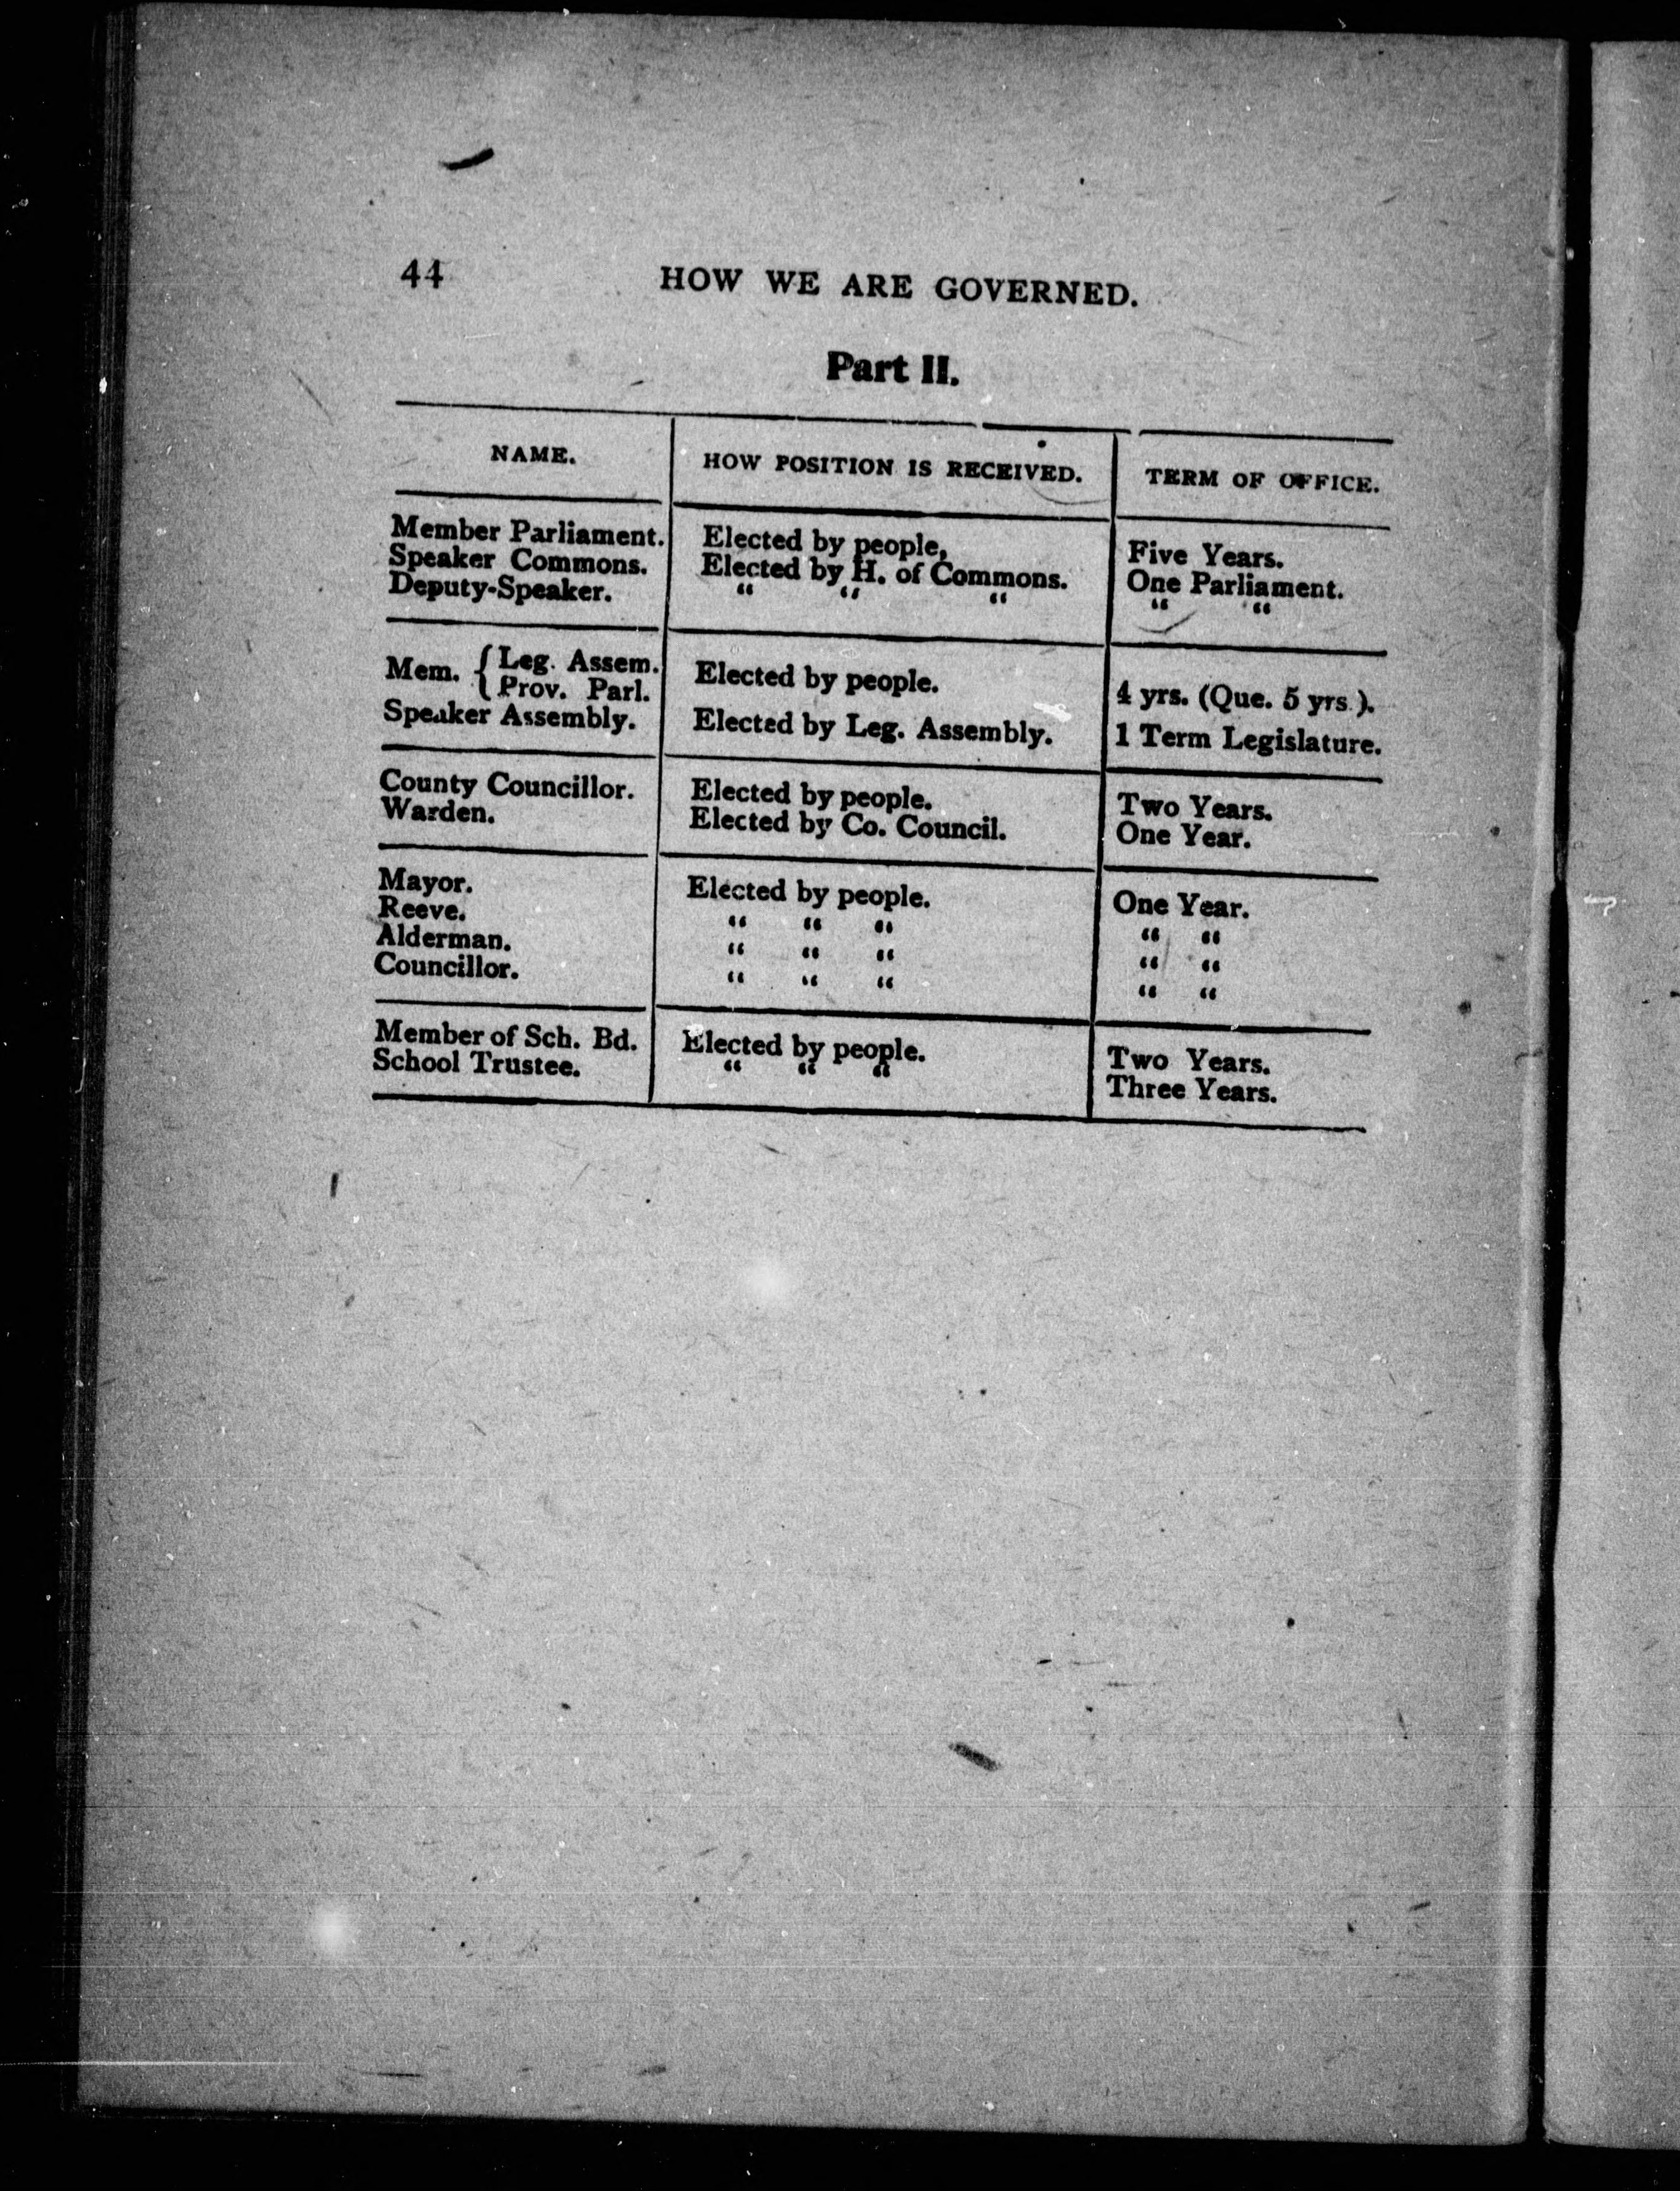 44 HOW WE ARE GOVERNED.
Part II.
NAME. HOW POSITION IS RECEIVED. TERM OF OFFICE.
Member Parliament. Elected by people, Five Years.
Speaker Commons. Elected by H. of Commons. One Parliament.
Deputy-Speaker. “ “ “ “ “
Mem. { Leg. Assem. Elected by people. 4 yrs. (Que. 5 yrs.).
Prov. Parl.
Speaker Assembly. Elected by Leg. Assembly. 1 Term Legislature.
County Councillor. Elected by people. Two Years.
Warden. Elected by Co. Council. One Year.
Mayor. Elected by people. One Year.
Reeve. “ “ “ “ “
Alderman. “ “ “ “ “
Councillor. “ “ “ “ “
Member of Sch. Bd. Elected by people. Two Years.
School Trustee. “ “ “ Three Years.